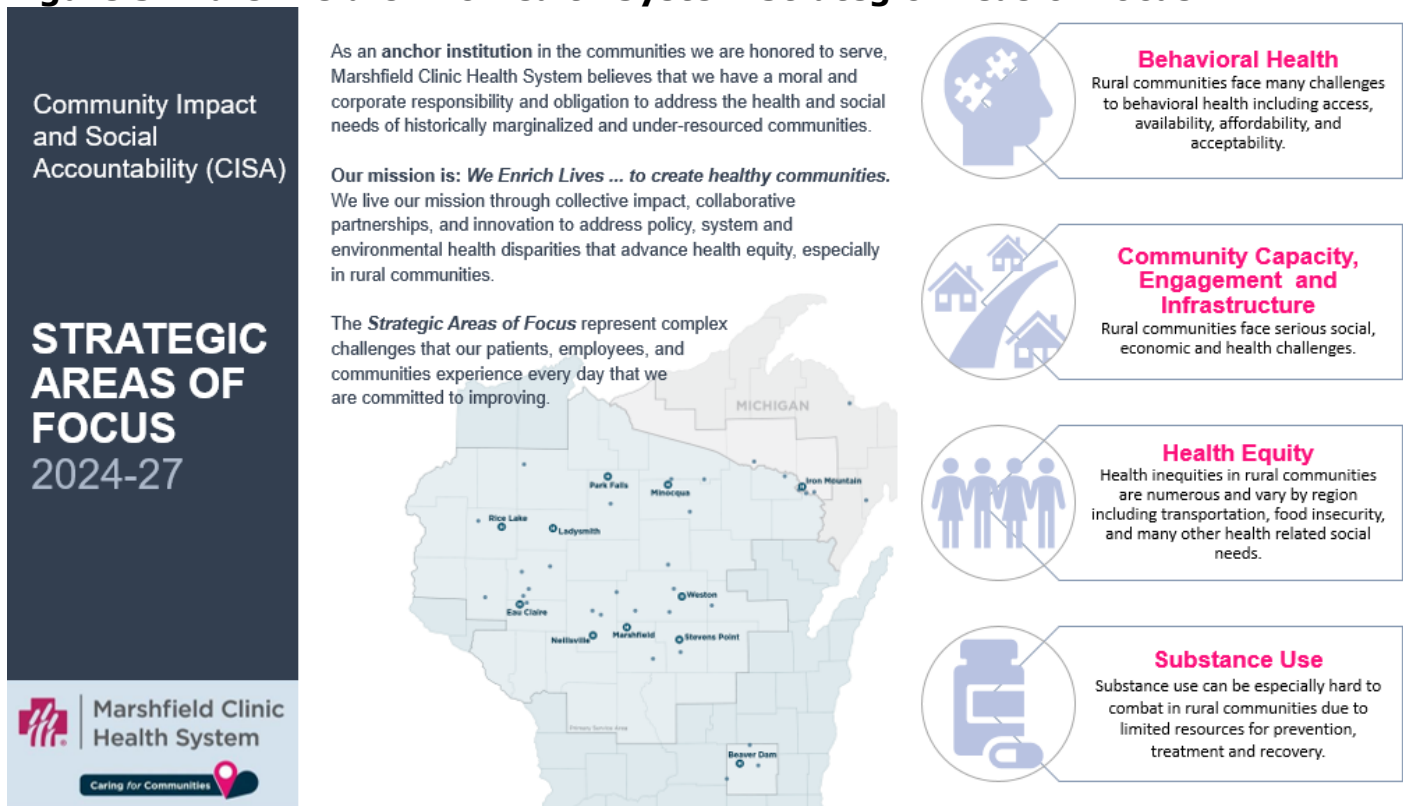 Community Impact
and Social
Accountability (CISA)
STRATEGIC
AREAS OF
FOCUS
2024-27
Marshfield Clinic
Health System
Caring for Communities
As an anchor institution in the communities we are honored to serve,
Marshfield Clinic Health System believes that we have a moral and
corporate responsibility and obligation to address the health and social
needs of historically marginalized and under-resourced communities.
Our mission is: We Enrich Lives ... to create healthy communities.
We live our mission through collective impact, collaborative
partnerships, and innovation to address policy, system and
environmental health disparities that advance health equity, especially
in rural communities.
The Strategic Areas of Focus represent complex
challenges that our patients, employees, and
communities experience every day that we
are committed to improving.
MICHIGAN
Park Falls
Minocqua
Iron Mountain
Rice Lake
Ladysmith
Eau Claire
Weston
Neillsville
Marshfield
Stevens Point
Primary Service Area
Beaver Dam
Behavioral Health
Rural communities face many challenges
to behavioral health including access,
availability, affordability, and
acceptability.
Community Capacity,
Engagement and
Infrastructure
Rural communities face serious social,
economic and health challenges.
Health Equity
Health inequities in rural communities
are numerous and vary by region
including transportation, food insecurity,
and many other health related social
needs.
Substance Use
Substance use can be especially hard to
combat in rural communities due to
limited resources for prevention,
treatment and recovery.